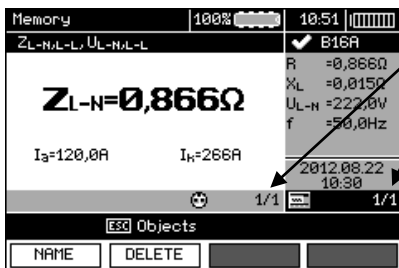 Memory 100% 10:51
ZL-N,L-L, UL-N,L-L
B16A
ZL-N=0,866Ω
Ia=120,0A Ik=266A
R =0,866Ω
XL =0,015Ω
UL-N =222,0V
f =50,0Hz
2012.08.22
10:30
1/1 1/1
ESC Objects
NAME DELETE